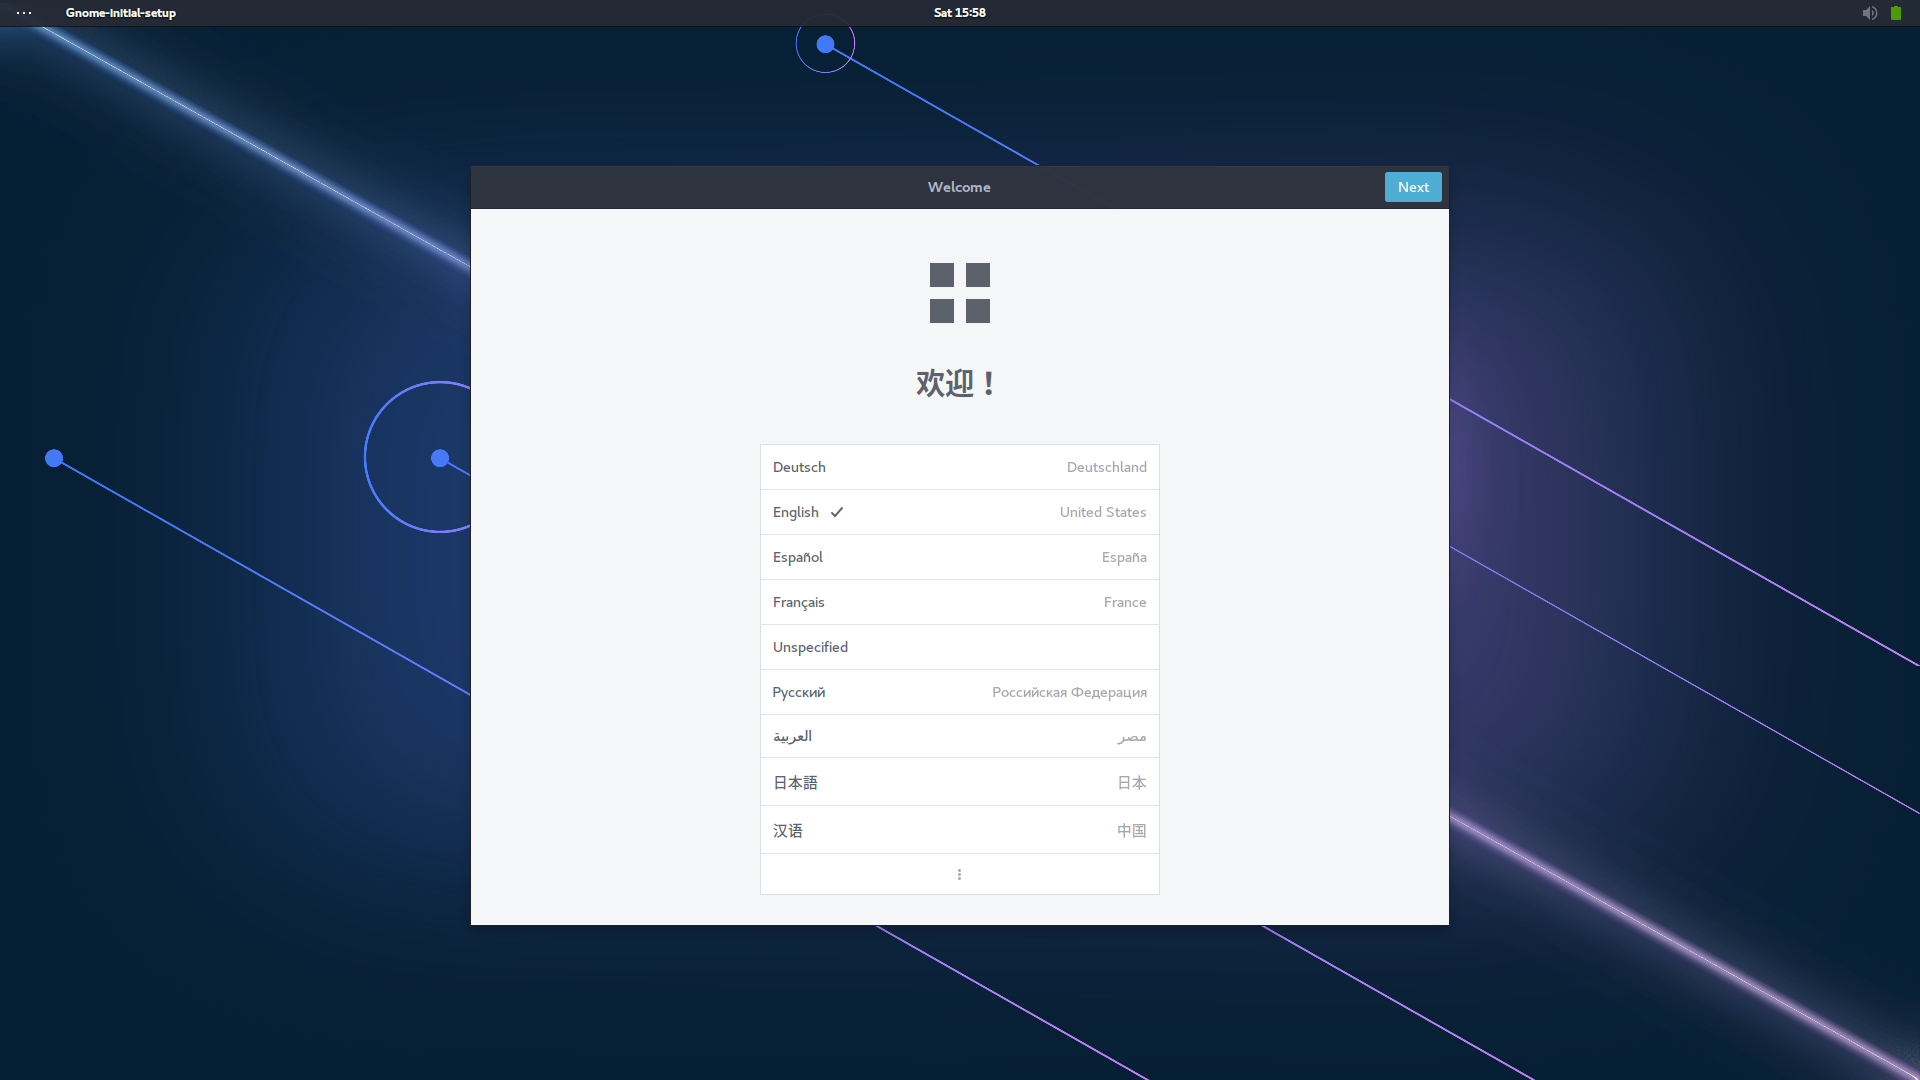 Gnome-initial-setup
Sat 15:58
Welcome
Next
欢迎！
Deutsch Deutschland
English ✓ United States
Español España
Français France
Unspecified
Русский Российская Федерация
العربية مصر
日本語 日本
汉语 中国